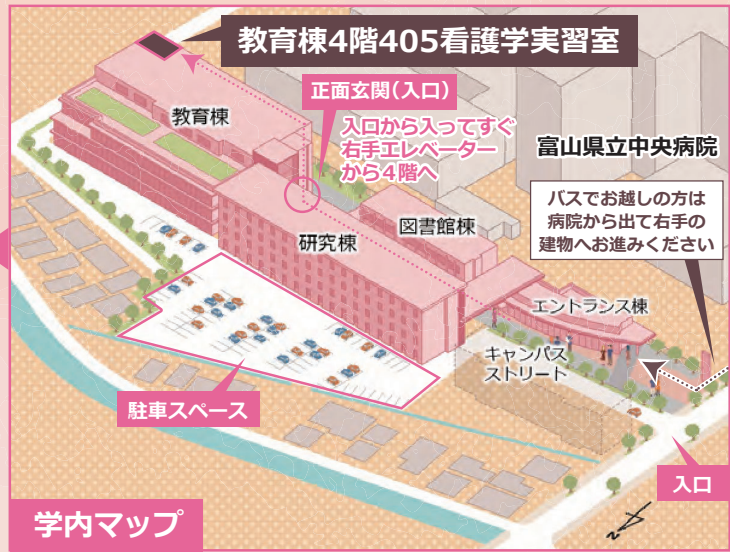 教育棟4階405看護学実習室
正面玄関(入口)
教育棟
入口から入ってすぐ
右手エレベーター
から4階へ
富山県立中央病院
バスでお越しの方は
病院から出て右手の
建物へお進みください
図書館棟
研究棟
エントランス棟
キャンパス
ストリート
駐車スペース
入口
学内マップ
N